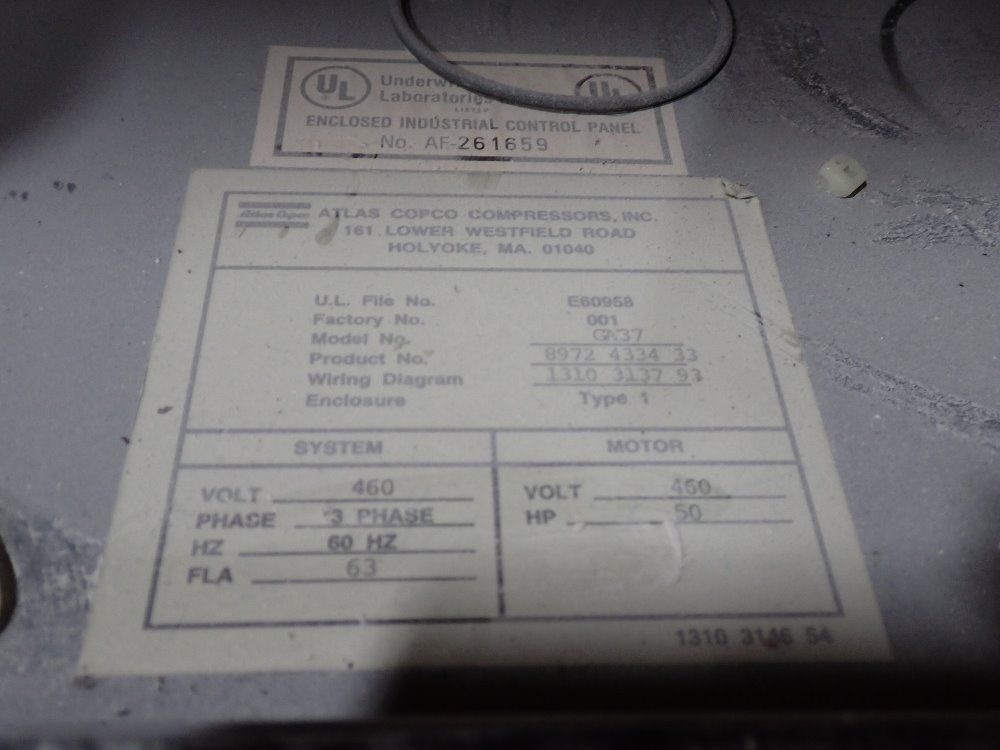 UL Underw UL
Laboratories
LISTED
ENCLOSED INDUSTRIAL CONTROL PANEL
No. AF-261659
Atlas Copco ATLAS COPCO COMPRESSORS, INC.
161 LOWER WESTFIELD ROAD
HOLYOKE, MA. 01040
U.L. File No. E60958
Factory No. 001
Model No. GA37
Product No. 8972 4334 33
Wiring Diagram 1310 3137 93
Enclosure Type 1
SYSTEM MOTOR
VOLT 460 VOLT 460
PHASE 3 PHASE HP 50
HZ 60 HZ
FLA 63
1310 3146 54